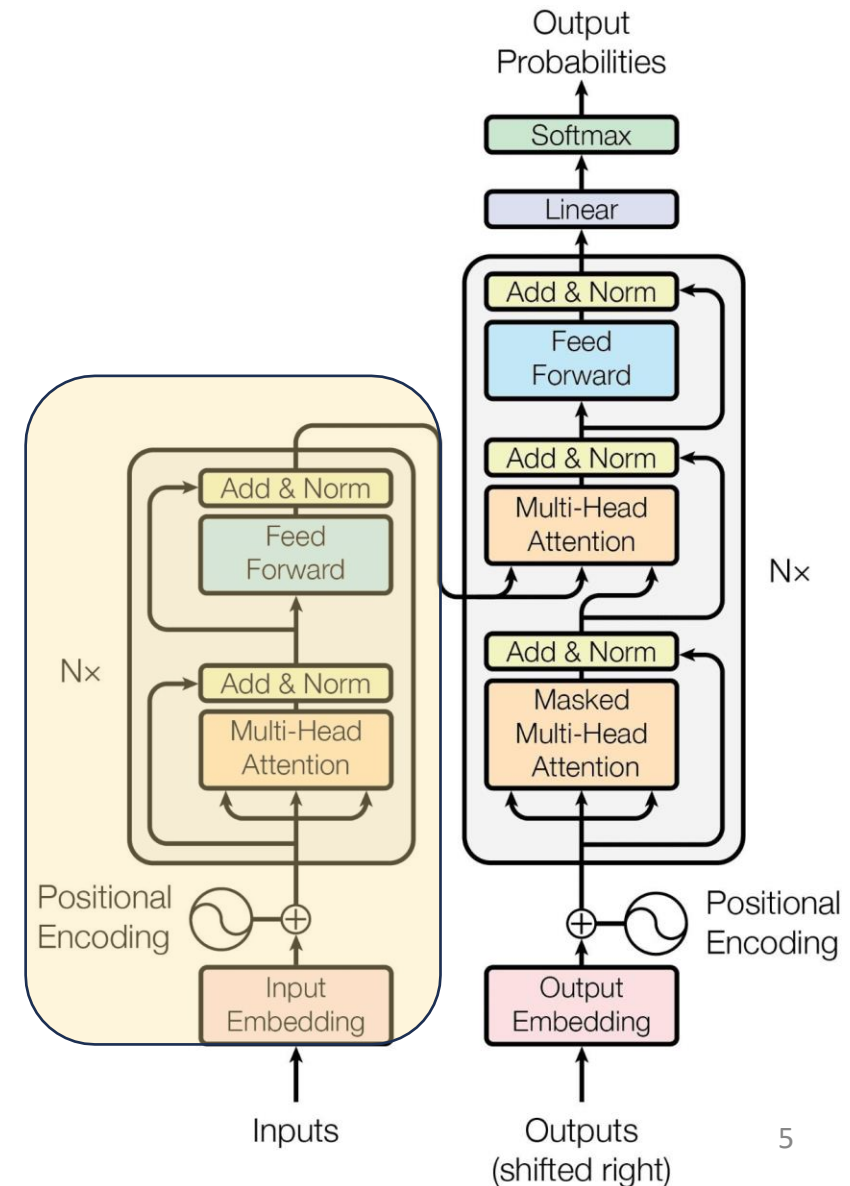 Output
Probabilities
Softmax
Linear
Add & Norm
Feed
Forward
Add & Norm
Multi-Head
Attention
Nx
Add & Norm
Masked
Multi-Head
Attention
Positional
Encoding
Output
Embedding
Outputs
(shifted right)
Add & Norm
Feed
Forward
Nx
Add & Norm
Multi-Head
Attention
Positional
Encoding
Input
Embedding
Inputs
5